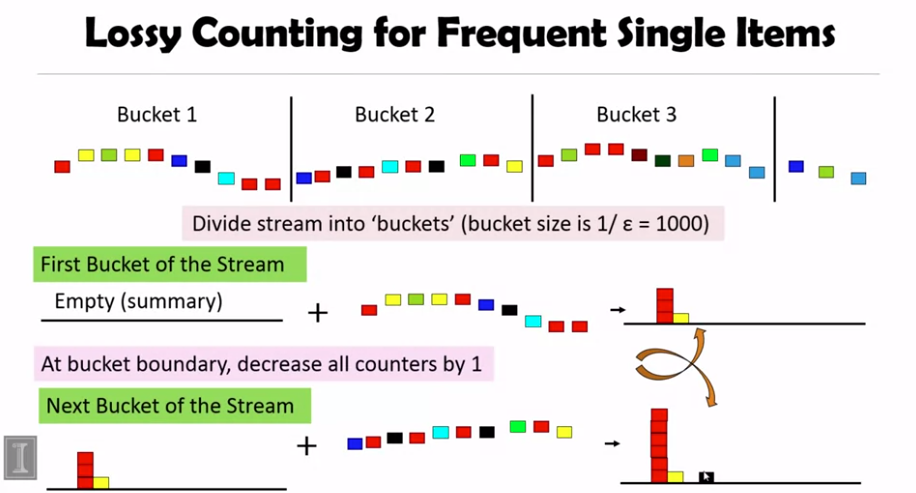 Lossy Counting for Frequent Single Items
Bucket 1
Bucket 2
Bucket 3
Divide stream into ‘buckets’ (bucket size is 1/ ε = 1000)
First Bucket of the Stream
Empty (summary)
+
At bucket boundary, decrease all counters by 1
Next Bucket of the Stream
+
I